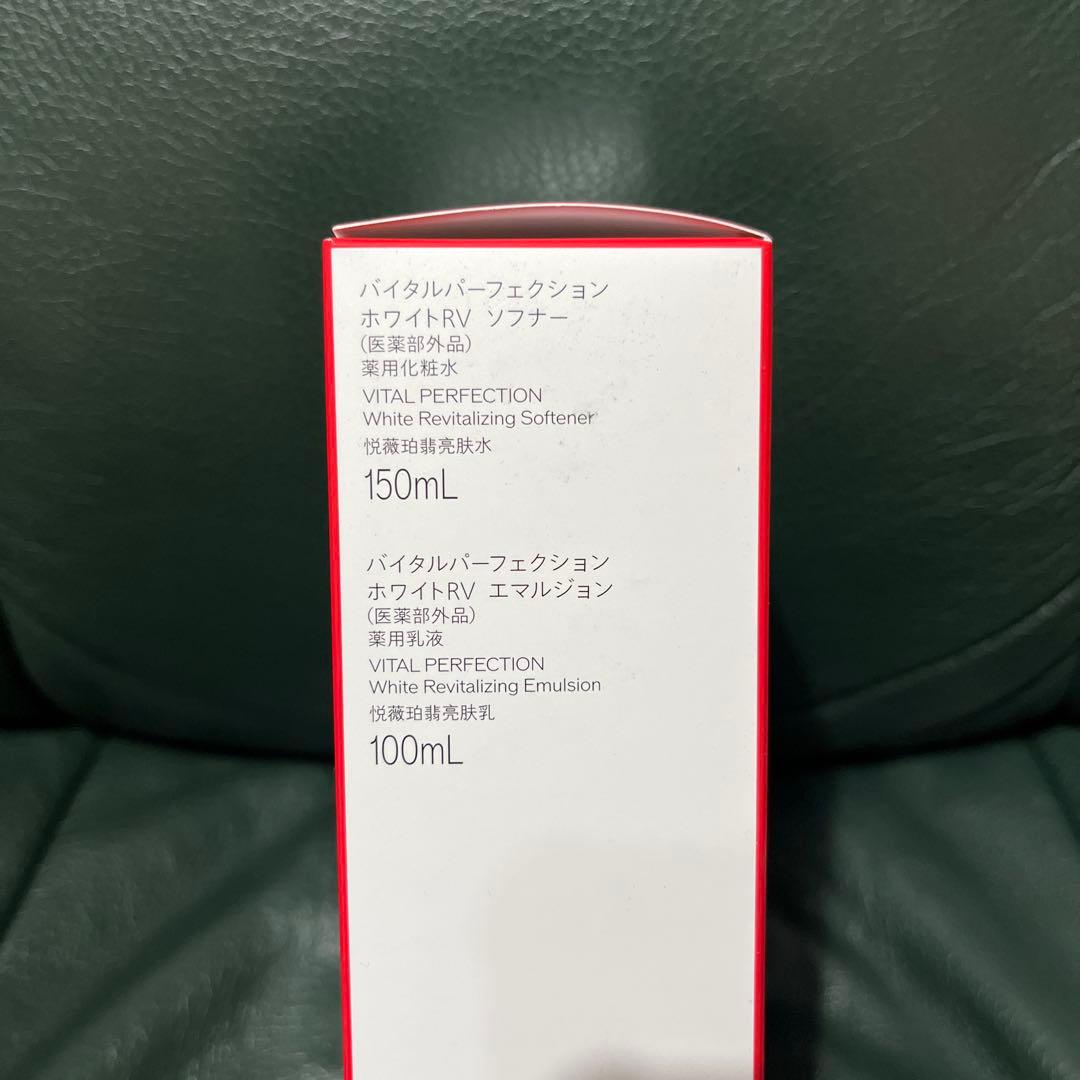 バイタルパーフェクション
ホワイトRV ソフナー
(医薬部外品)
薬用化粧水
VITAL PERFECTION
White Revitalizing Softener
悦薇珀翡亮肤水
150mL
バイタルパーフェクション
ホワイトRV エマルジョン
(医薬部外品)
薬用乳液
VITAL PERFECTION
White Revitalizing Emulsion
悦薇珀翡亮肤乳
100mL